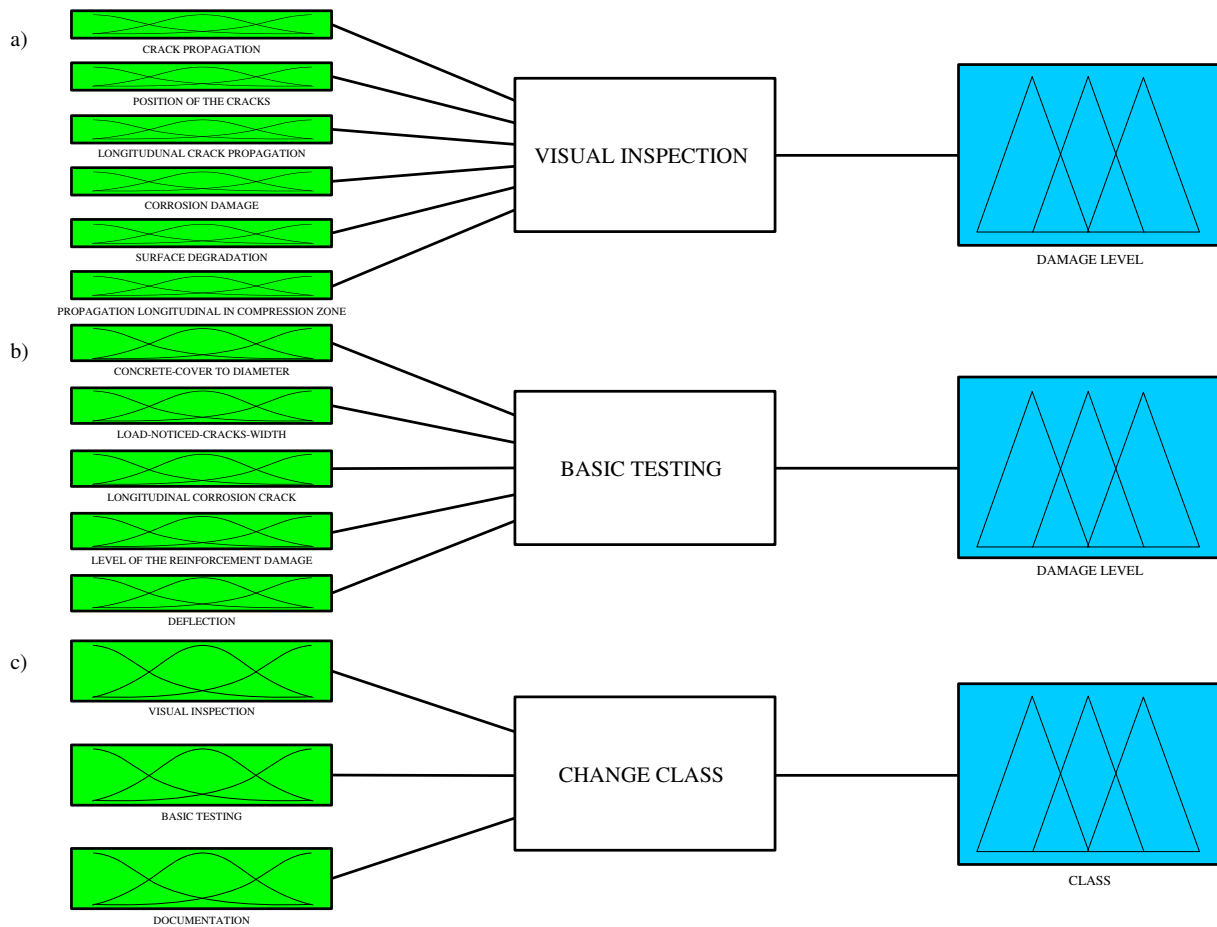 a)
CRACK PROPAGATION
POSITION OF THE CRACKS
LONGITUDUNAL CRACK PROPAGATION
CORROSION DAMAGE
SURFACE DEGRADATION
PROPAGATION LONGITUDINAL IN COMPRESSION ZONE
VISUAL INSPECTION
DAMAGE LEVEL
b)
CONCRETE-COVER TO DIAMETER
LOAD-NOTICED-CRACKS-WIDTH
LONGITUDINAL CORROSION CRACK
LEVEL OF THE REINFORCEMENT DAMAGE
DEFLECTION
BASIC TESTING
DAMAGE LEVEL
c)
VISUAL INSPECTION
BASIC TESTING
DOCUMENTATION
CHANGE CLASS
CLASS